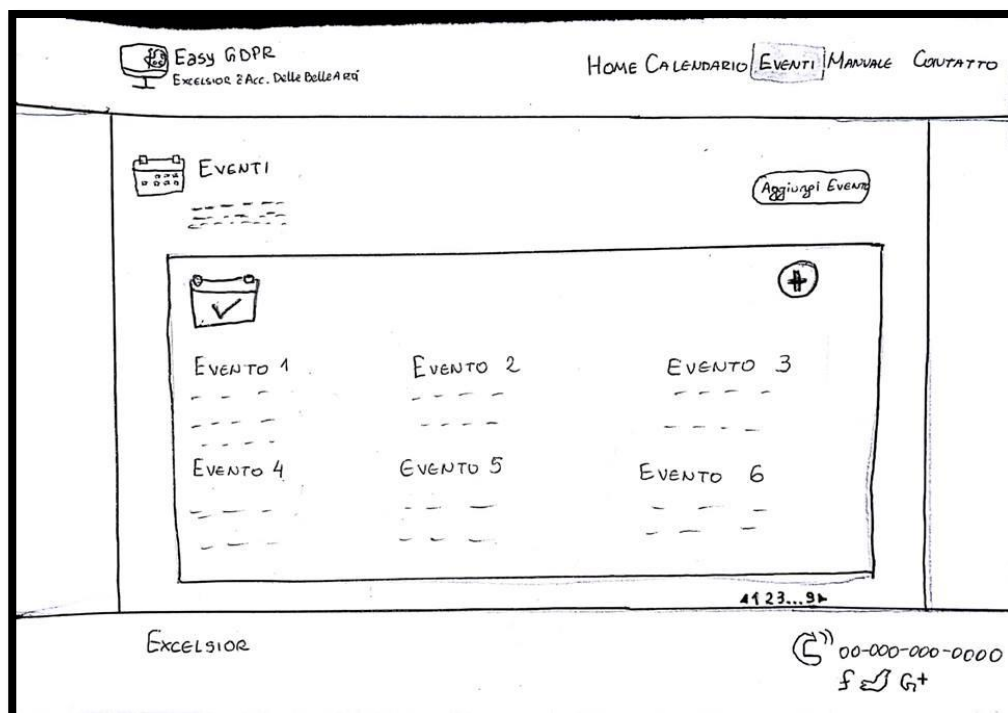 Easy GDPR
Excelsior & Acc. Delle Belle Arti
Home Calendario Eventi Manuale Contatto
Eventi
Aggiungi Evento
Evento 1 Evento 2 Evento 3
Evento 4 Evento 5 Evento 6
1 2 3...9
Excelsior
00-000-000-0000
f G+